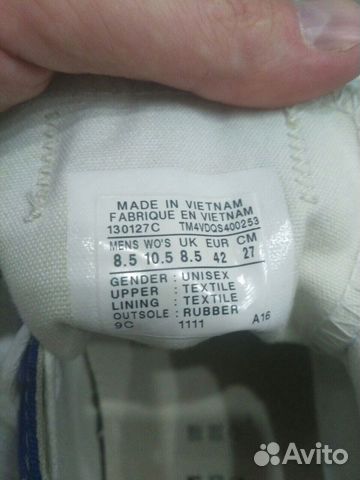 MADE IN VIETNAM
FABRIQUE EN VIETNAM
130127C TM4VDQS400253
MENS WO'S UK EUR CM
8.5 10.5 8.5 42 27
GENDER : UNISEX
UPPER : TEXTILE
LINING : TEXTILE
OUTSOLE : RUBBER
9C 1111 A16
Avito